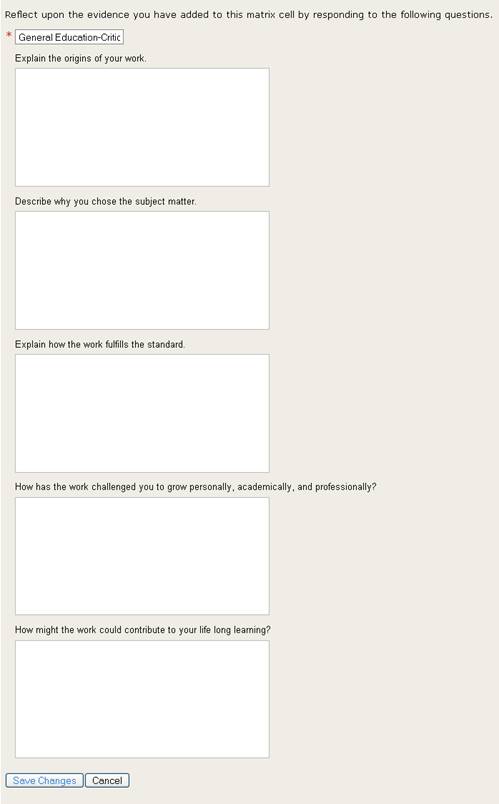 Reflect upon the evidence you have added to this matrix cell by responding to the following questions.
* General Education-Critic
Explain the origins of your work.
Describe why you chose the subject matter.
Explain how the work fulfills the standard.
How has the work challenged you to grow personally, academically, and professionally?
How might the work could contribute to your life long learning?
Save Changes Cancel